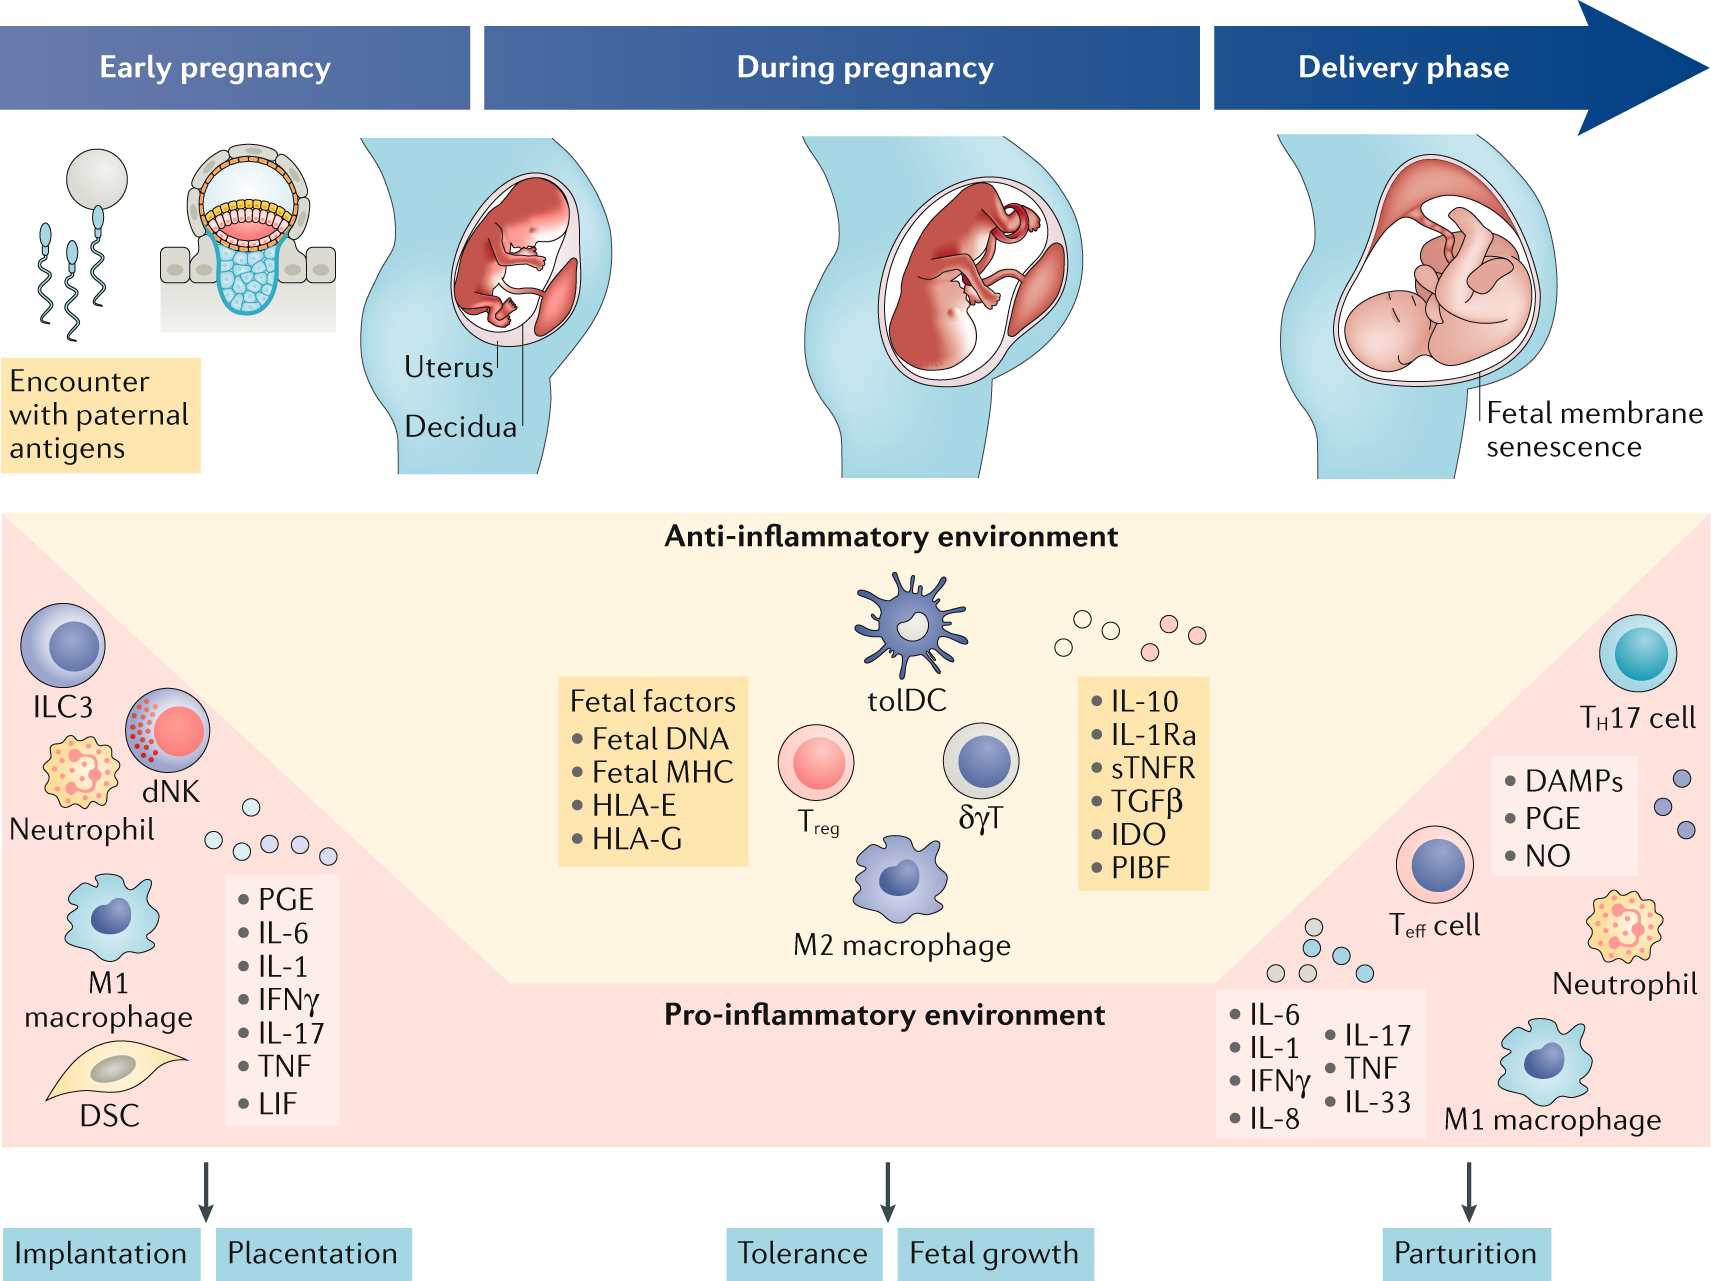 Early pregnancy
During pregnancy
Delivery phase
Encounter
with paternal
antigens
Uterus
Decidua
Fetal membrane
senescence
Anti-inflammatory environment
ILC3
dNK
Neutrophil
M1
macrophage
DSC
• PGE
• IL-6
• IL-1
• IFNγ
• IL-17
• TNF
• LIF
Fetal factors
• Fetal DNA
• Fetal MHC
• HLA-E
• HLA-G
tolDC
Treg
δγT
M2 macrophage
• IL-10
• IL-1Ra
• sTNFR
• TGFβ
• IDO
• PIBF
Pro-inflammatory environment
TH17 cell
• DAMPs
• PGE
• NO
Teff cell
Neutrophil
• IL-6
• IL-1
• IFNγ
• IL-8
• IL-17
• TNF
• IL-33
M1 macrophage
Implantation
Placentation
Tolerance
Fetal growth
Parturition